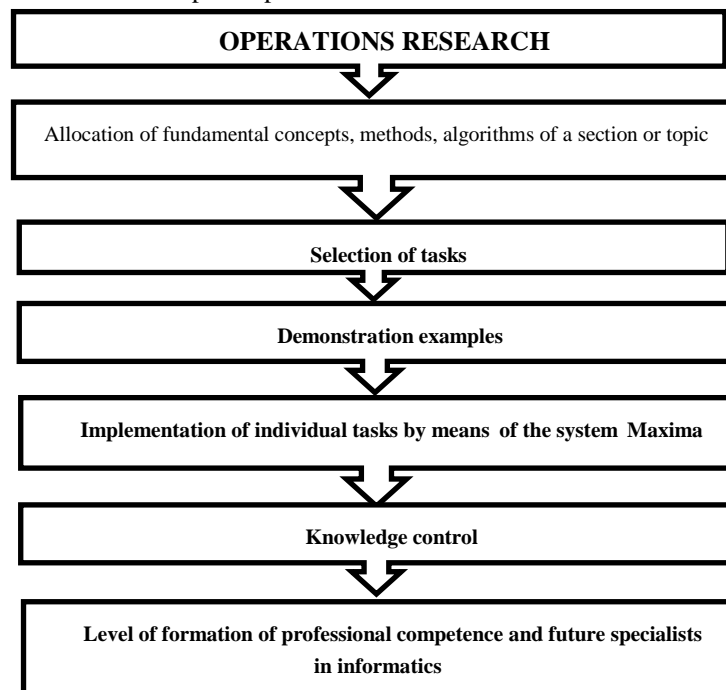 OPERATIONS RESEARCH
Allocation of fundamental concepts, methods, algorithms of a section or topic
Selection of tasks
Demonstration examples
Implementation of individual tasks by means of the system Maxima
Knowledge control
Level of formation of professional competence and future specialists
in informatics